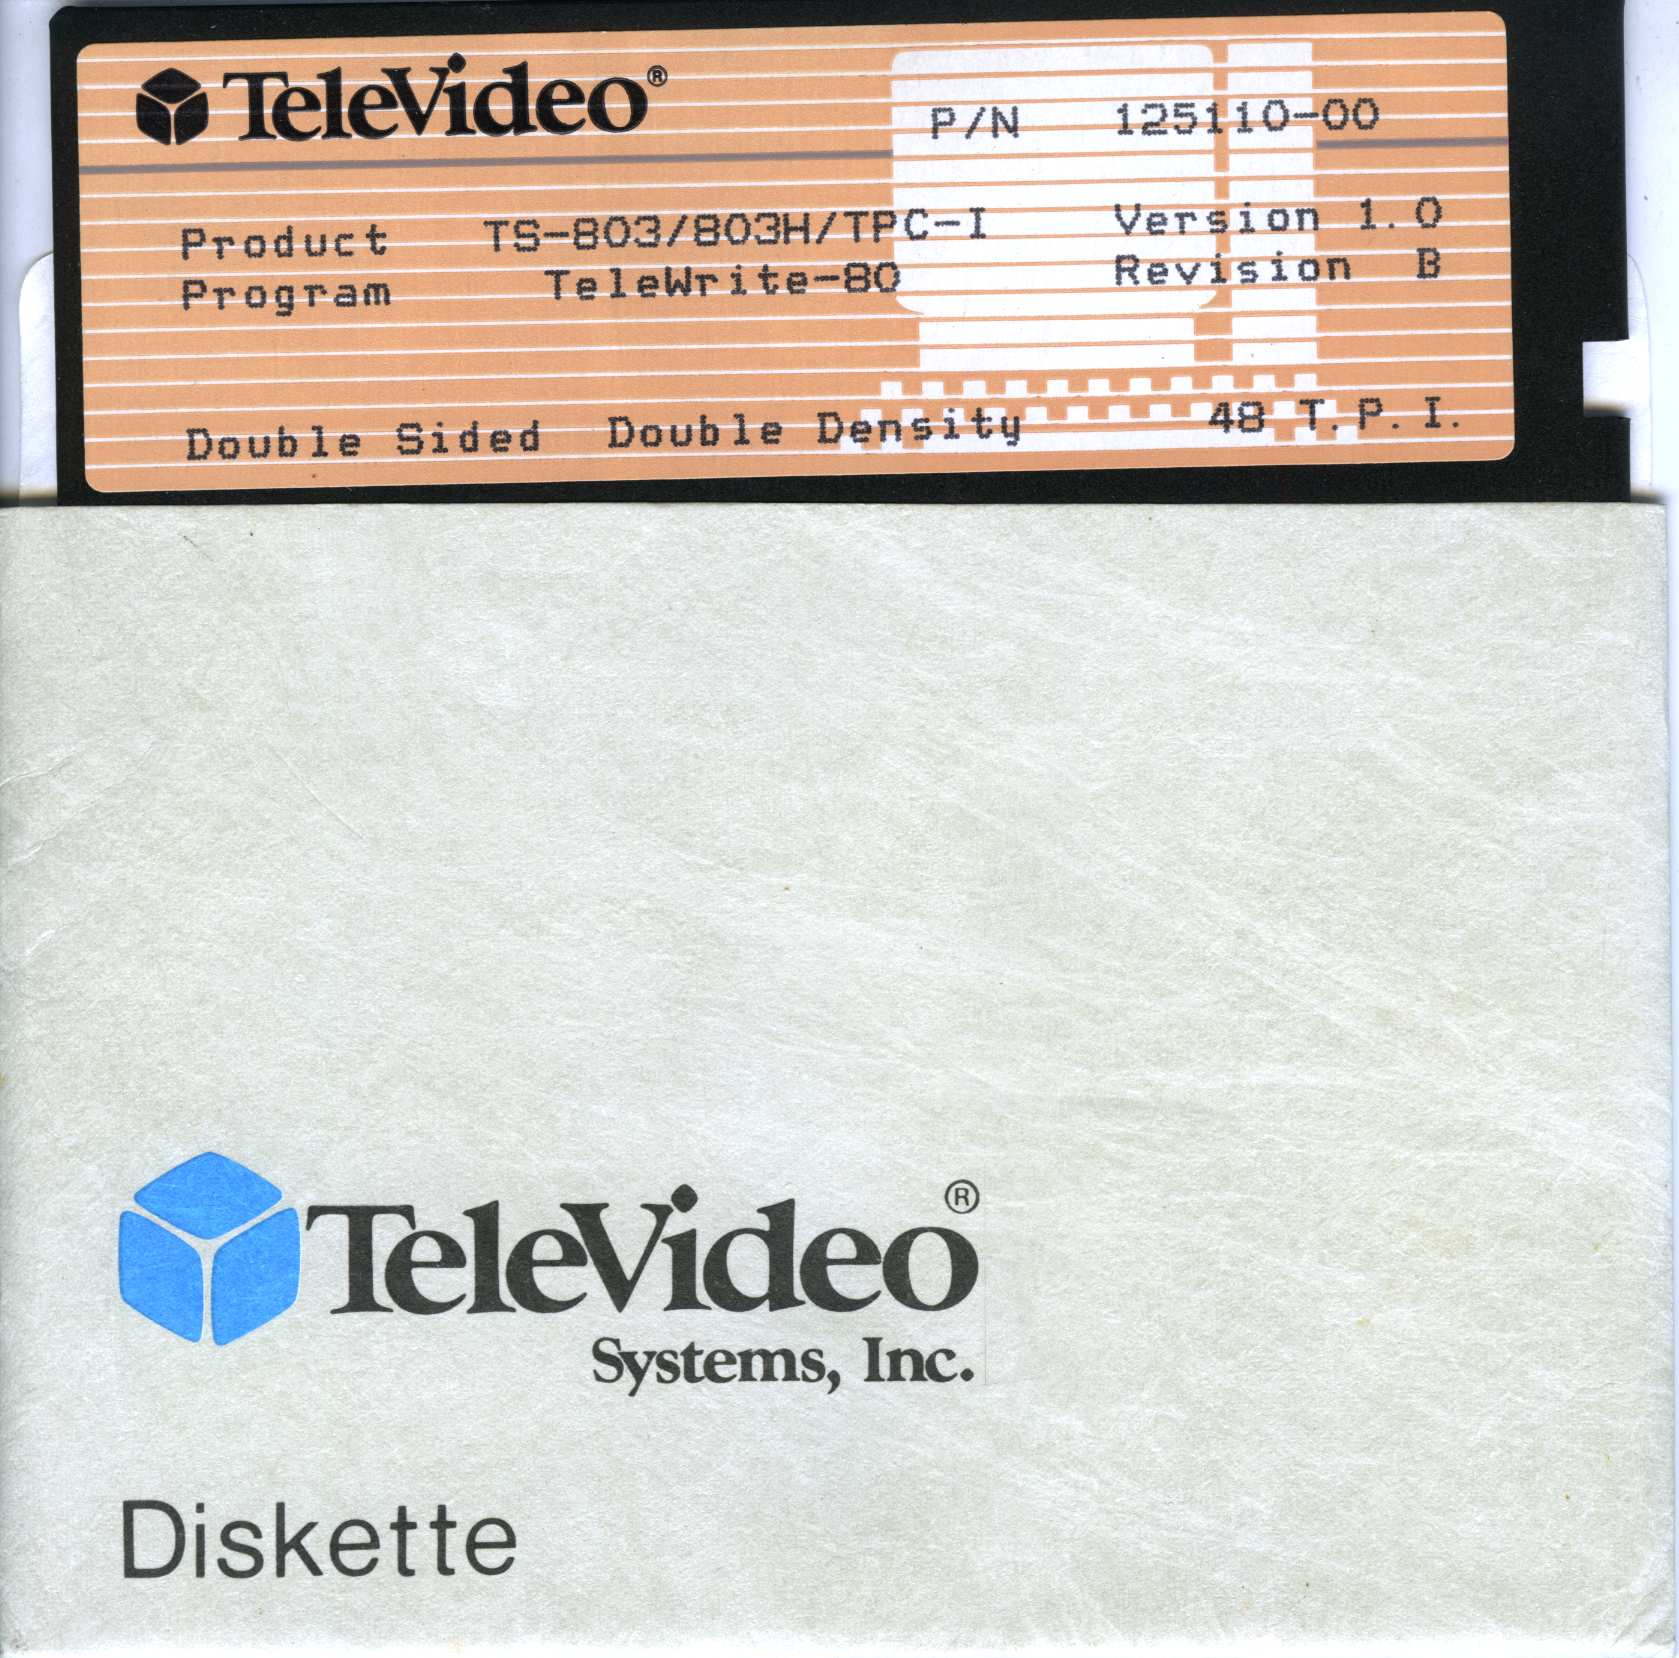 TeleVideo®
P/N 125110-00
Product TS-803/803H/TPC-I Version 1.0
Program TeleWrite-80 Revision B
Double Sided Double Density 48 T.P.I.
TeleVideo®
Systems, Inc.
Diskette